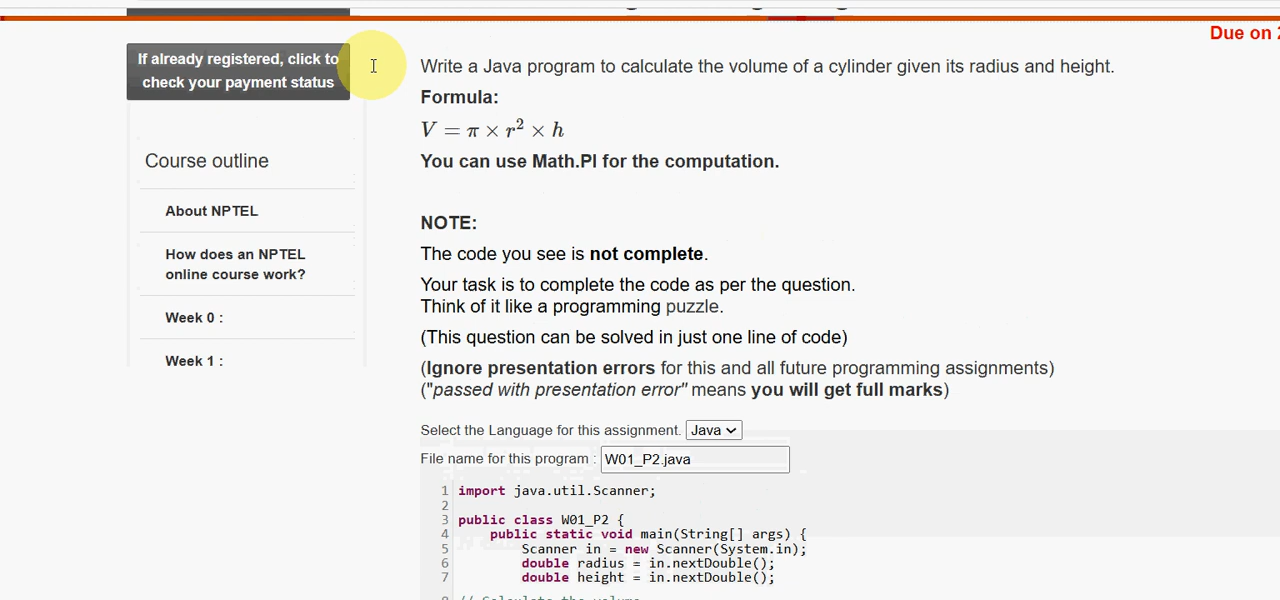 Due on
If already registered, click to
check your payment status
Write a Java program to calculate the volume of a cylinder given its radius and height.
Formula:
V = π × r² × h
You can use Math.PI for the computation.
Course outline
About NPTEL
NOTE:
The code you see is not complete.
How does an NPTEL
online course work?
Your task is to complete the code as per the question.
Think of it like a programming puzzle.
Week 0 :
(This question can be solved in just one line of code)
Week 1 :
(Ignore presentation errors for this and all future programming assignments)
("passed with presentation error" means you will get full marks)
Select the Language for this assignment. Java
File name for this program : W01_P2.java
1 import java.util.Scanner;
2
3 public class W01_P2 {
4 public static void main(String[] args) {
5 Scanner in = new Scanner(System.in);
6 double radius = in.nextDouble();
7 double height = in.nextDouble();
8 // Calculate the volume